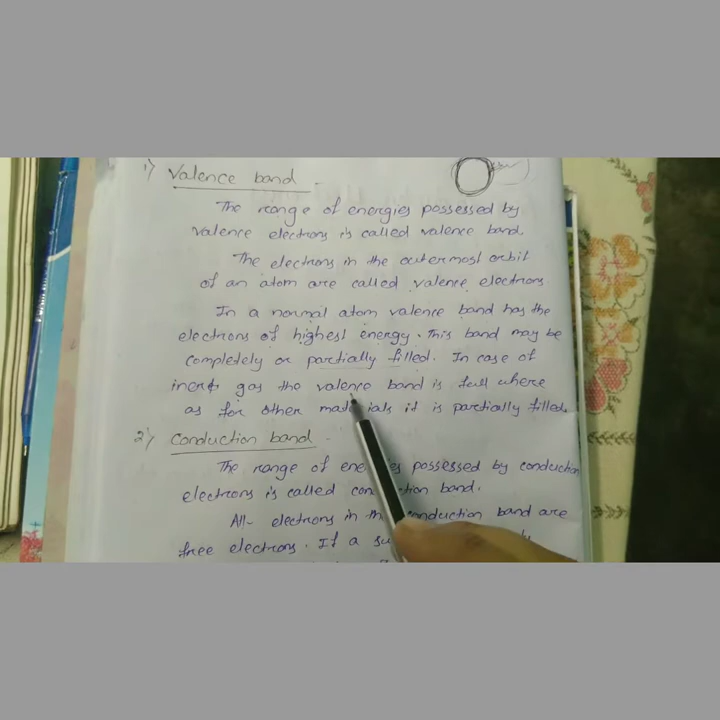 1) Valence band
The range of energies possessed by
valence electrons is called valence band.
The electrons in the outermost orbit
of an atom are called valence electrons
In a normal atom valence band has the
electrons of highest energy. This band may be
completely or partially filled. In case of
inert gas the valence band is full where
as for other materials it is partially filled.
2) Conduction band
The range of energies possessed by conduction
electrons is called conduction band.
All electrons in the conduction band are
free electrons. If a